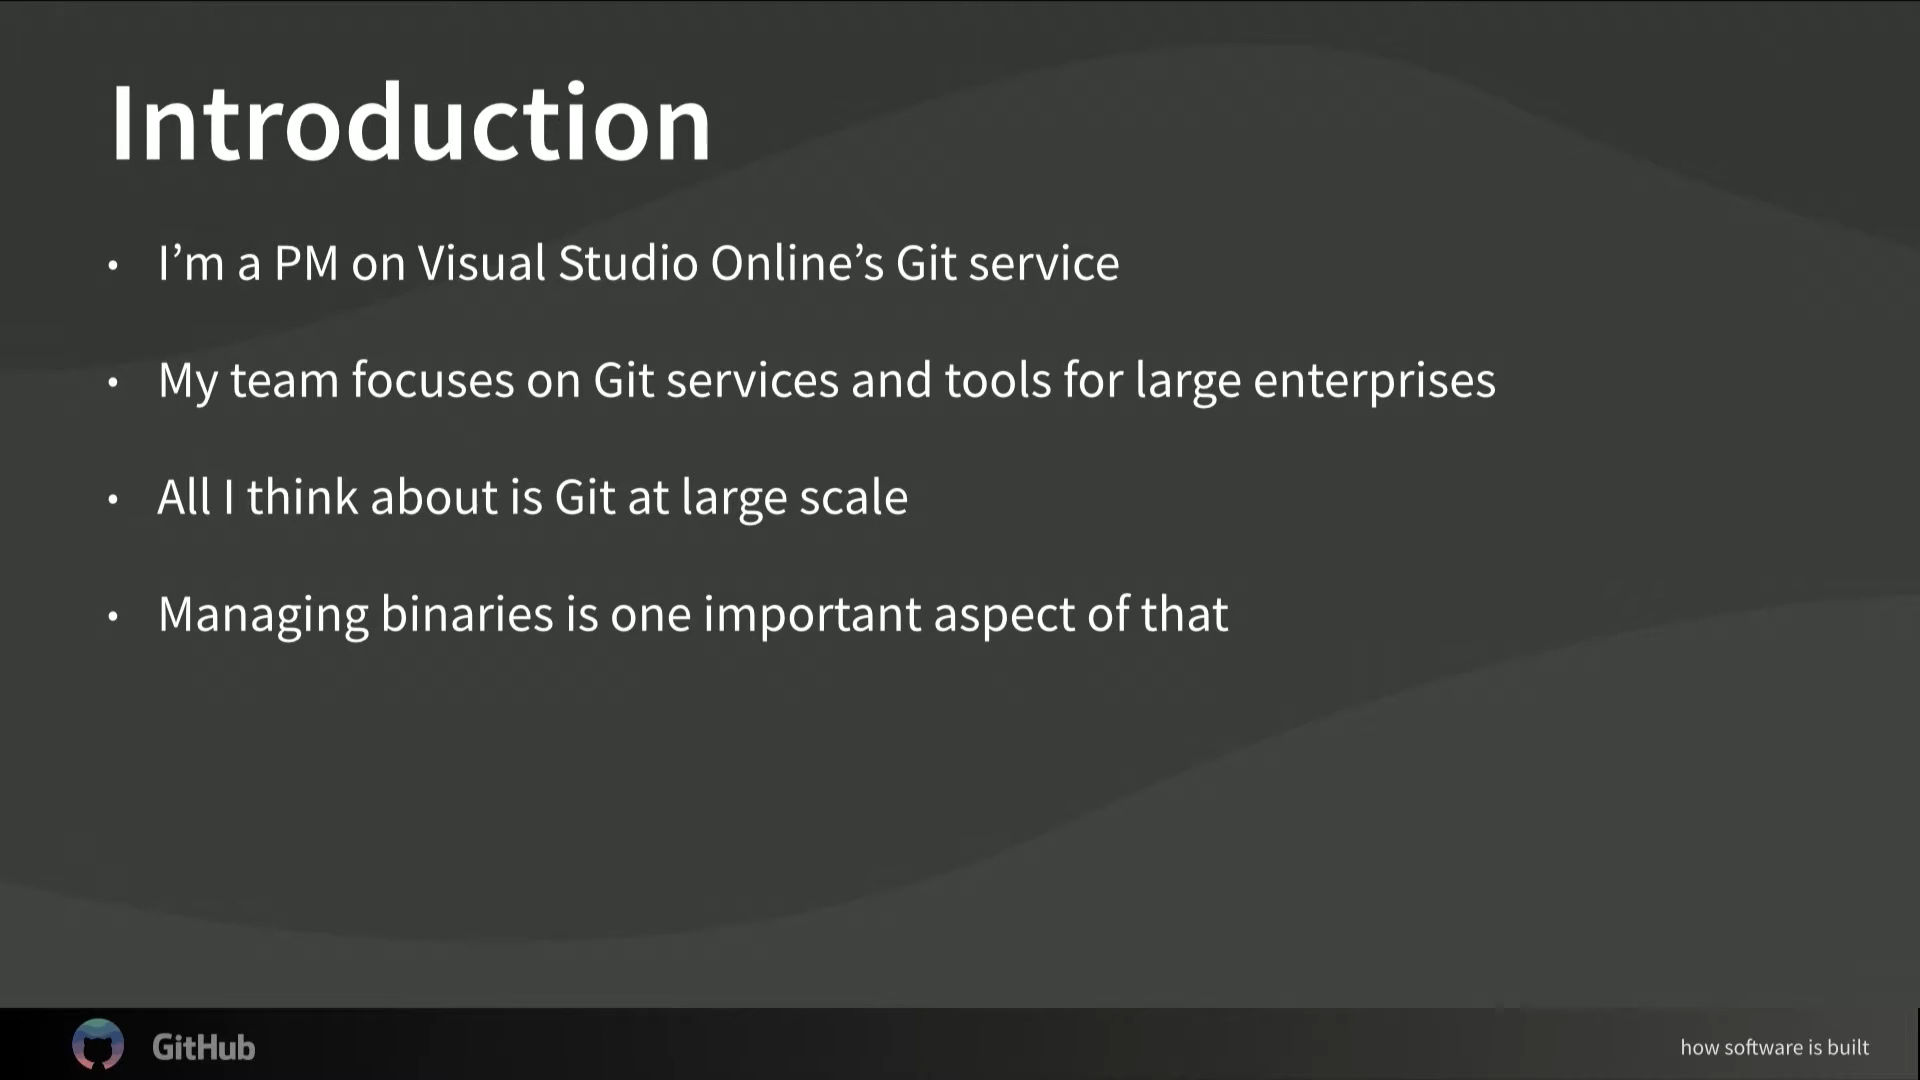 Introduction
• I’m a PM on Visual Studio Online’s Git service
• My team focuses on Git services and tools for large enterprises
• All I think about is Git at large scale
• Managing binaries is one important aspect of that
GitHub
how software is built